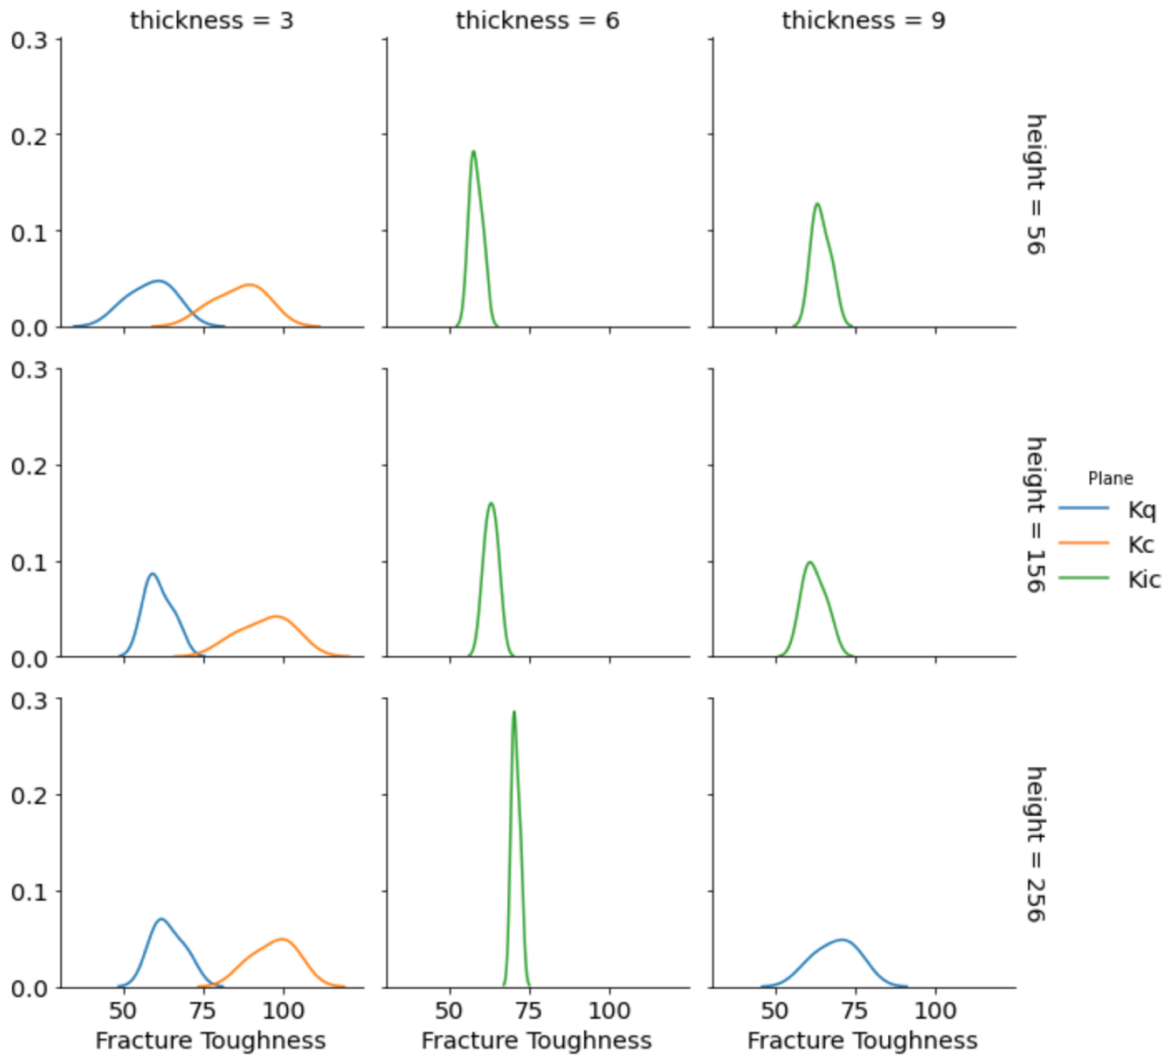 thickness = 3
thickness = 6
thickness = 9
0.3
0.2
0.1
0.0
height = 56
0.3
0.2
0.1
0.0
height = 156
Plane
Kq
Kc
Kic
0.3
0.2
0.1
0.0
height = 256
50 75 100
50 75 100
50 75 100
Fracture Toughness
Fracture Toughness
Fracture Toughness